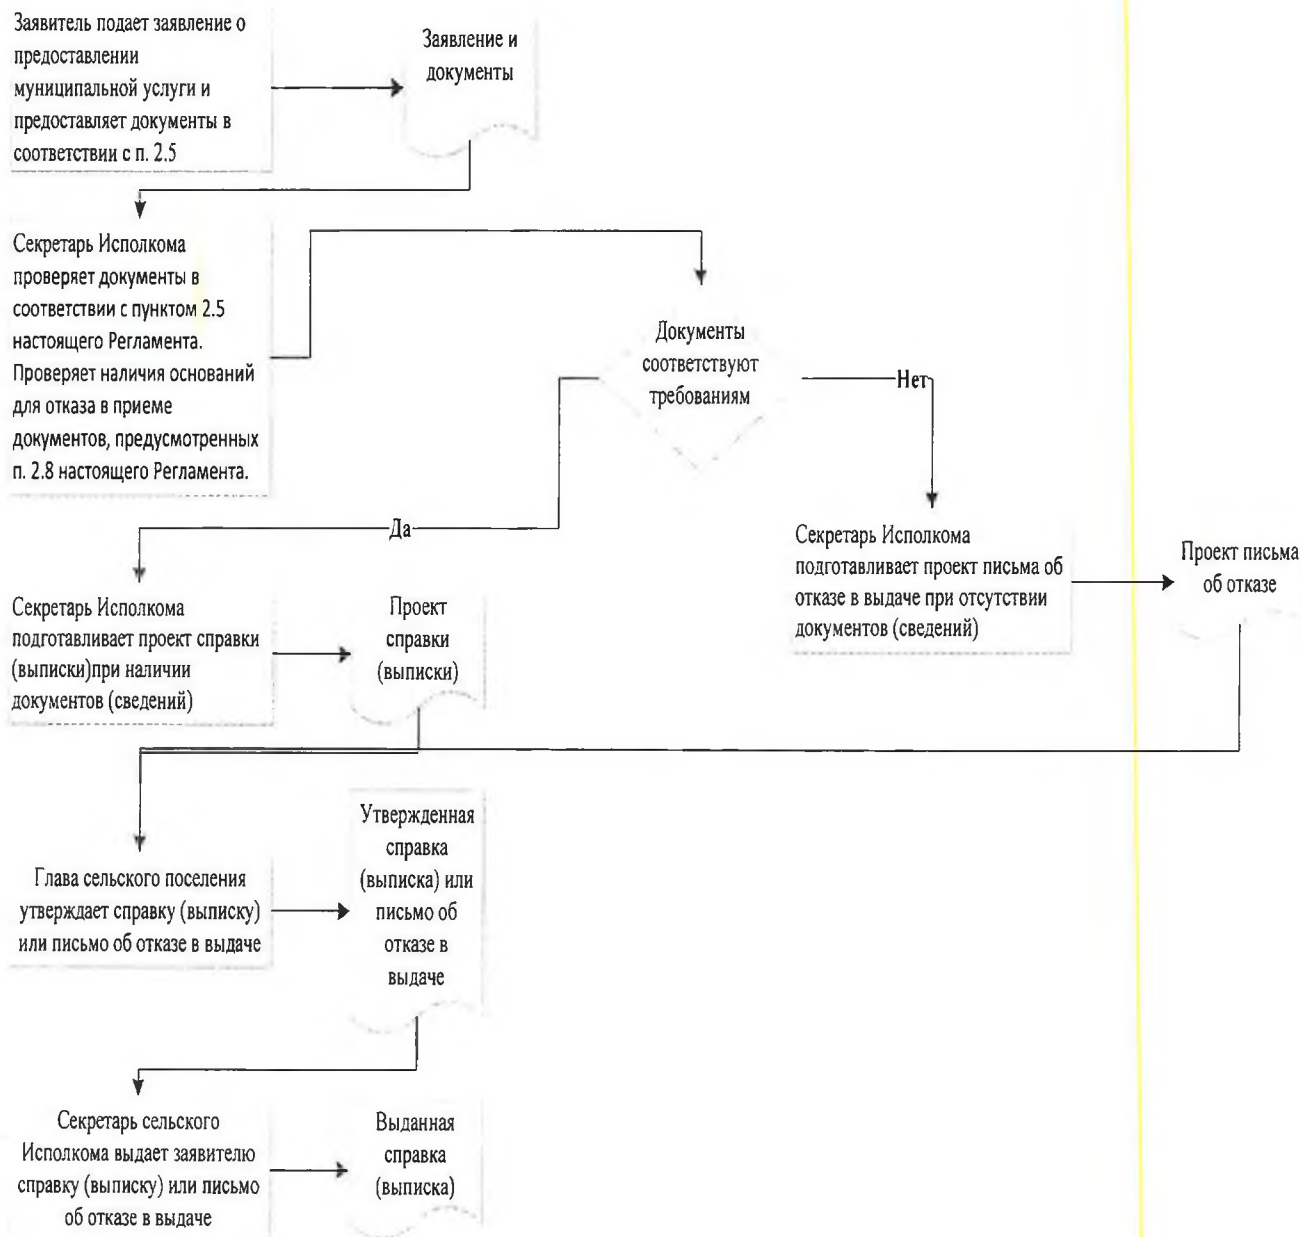 Заявитель подает заявление о
предоставлении
муниципальной услуги и
предоставляет документы в
соответствии с п. 2.5
Заявление и
документы
Секретарь Исполкома
проверяет документы в
соответствии с пунктом 2.5
настоящего Регламента.
Проверяет наличия оснований
для отказа в приеме
документов, предусмотренных
п. 2.8 настоящего Регламента.
Документы
соответствуют
требованиям
Нет
Да
Секретарь Исполкома
подготавливает проект письма об
отказе в выдаче при отсутствии
документов (сведений)
Проект письма
об отказе
Секретарь Исполкома
подготавливает проект справки
(выписки)при наличии
документов (сведений)
Проект
справки
(выписки)
Глава сельского поселения
утверждает справку (выписку)
или письмо об отказе в выдаче
Утвержденная
справка
(выписка) или
письмо об
отказе в
выдаче
Секретарь сельского
Исполкома выдает заявителю
справку (выписку) или письмо
об отказе в выдаче
Выданная
справка
(выписка)